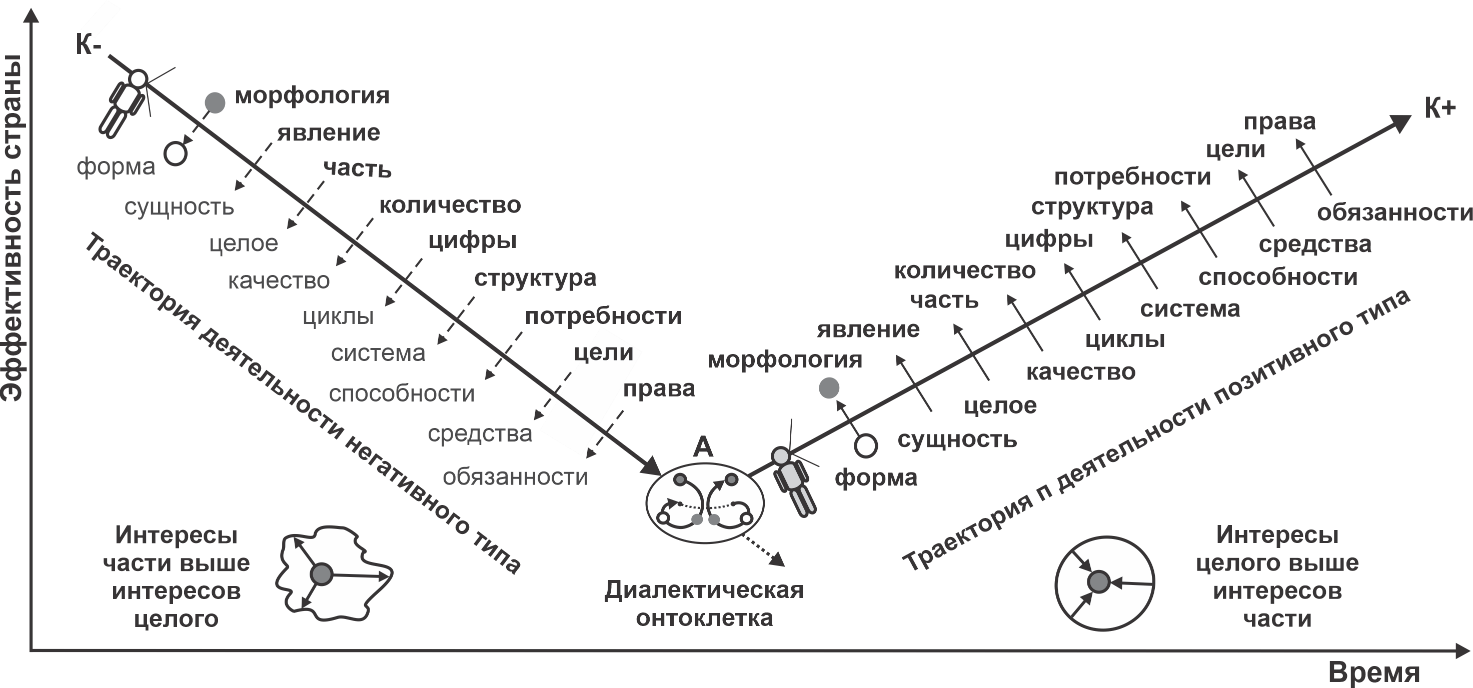 Эффективность страны
К-
морфология
форма
явление
сущность
часть
целое
количество
качество
цифры
циклы
структура
система
потребности
способности
цели
средства
права
обязанности
Траектория деятельности негативного типа
Интересы
части выше
интересов
целого
А
Диалектическая
онтоклетка
К+
права
обязанности
цели
средства
потребности
способности
структура
система
цифры
циклы
количество
качество
часть
целое
явление
сущность
морфология
форма
Траектория п деятельности позитивного типа
Интересы
целого выше
интересов
части
Время